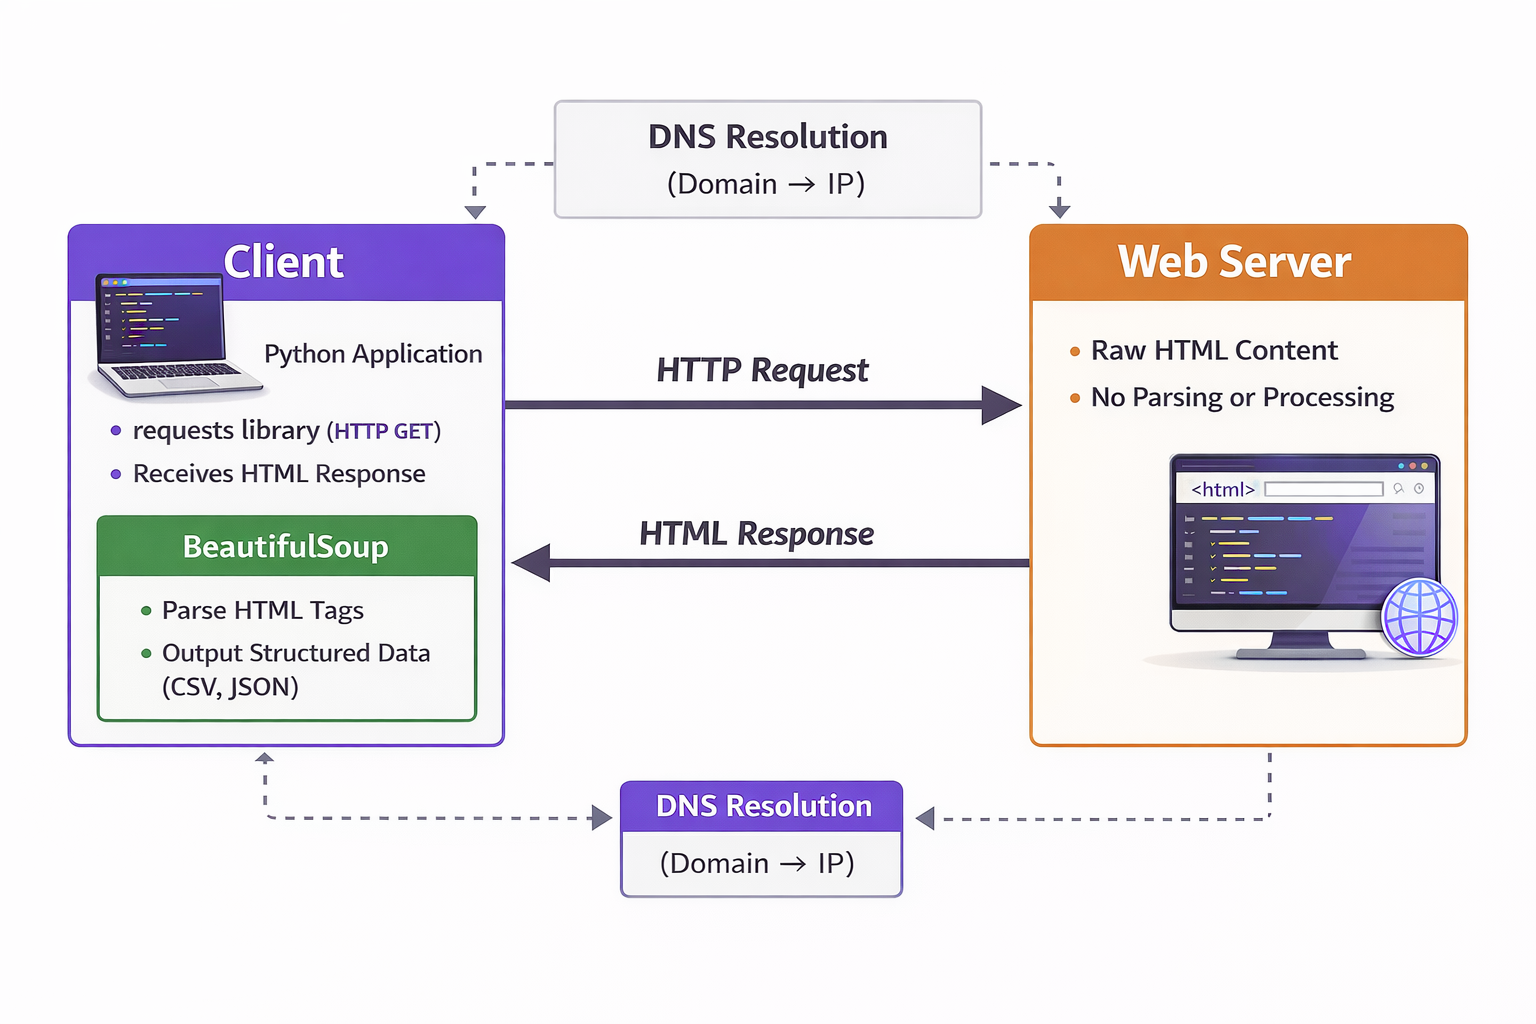 DNS Resolution
(Domain → IP)
Client
Python Application
• requests library (HTTP GET)
• Receives HTML Response
BeautifulSoup
• Parse HTML Tags
• Output Structured Data
(CSV, JSON)
HTTP Request
HTML Response
Web Server
• Raw HTML Content
• No Parsing or Processing
<html>
DNS Resolution
(Domain → IP)